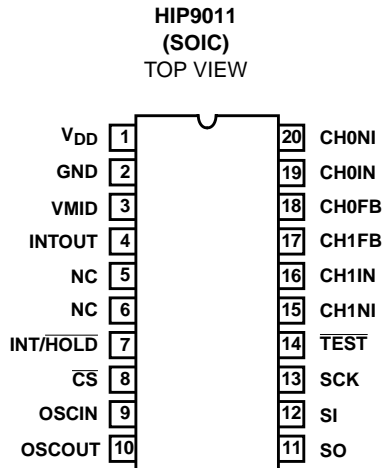 HIP9011
(SOIC)
TOP VIEW
VDD 1 20 CH0NI
GND 2 19 CH0IN
VMID 3 18 CH0FB
INTOUT 4 17 CH1FB
NC 5 16 CH1IN
NC 6 15 CH1NI
INT/HOLD 7 14 TEST
CS 8 13 SCK
OSCIN 9 12 SI
OSCOUT 10 11 SO